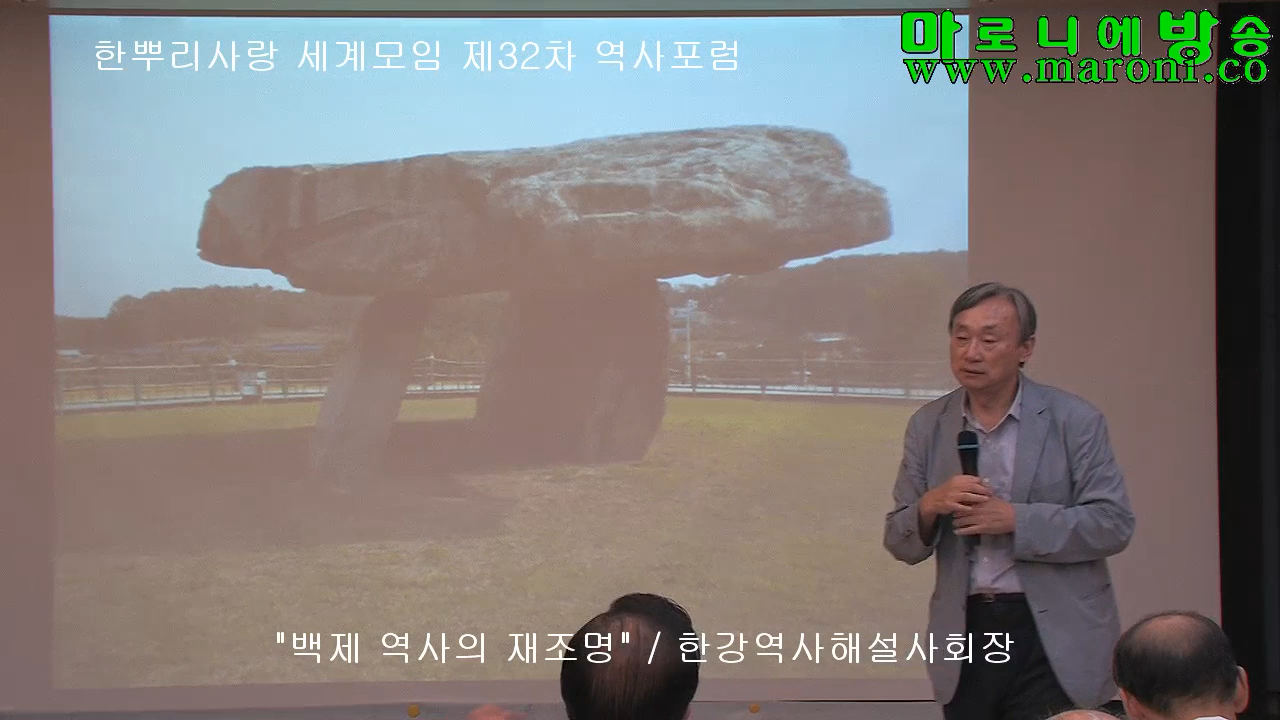 한뿌리사랑 세계모임 제32차 역사포럼
마로니에방송
www.maroni.co
"백제 역사의 재조명" / 한강역사해설사회장